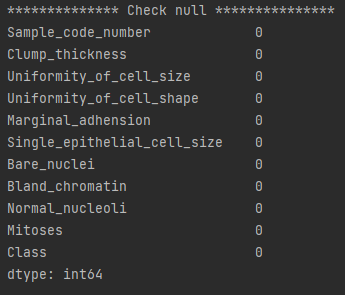 ************** Check null ***************
Sample_code_number 0
Clump_thickness 0
Uniformity_of_cell_size 0
Uniformity_of_cell_shape 0
Marginal_adhension 0
Single_epithelial_cell_size 0
Bare_nuclei 0
Bland_chromatin 0
Normal_nucleoli 0
Mitoses 0
Class 0
dtype: int64